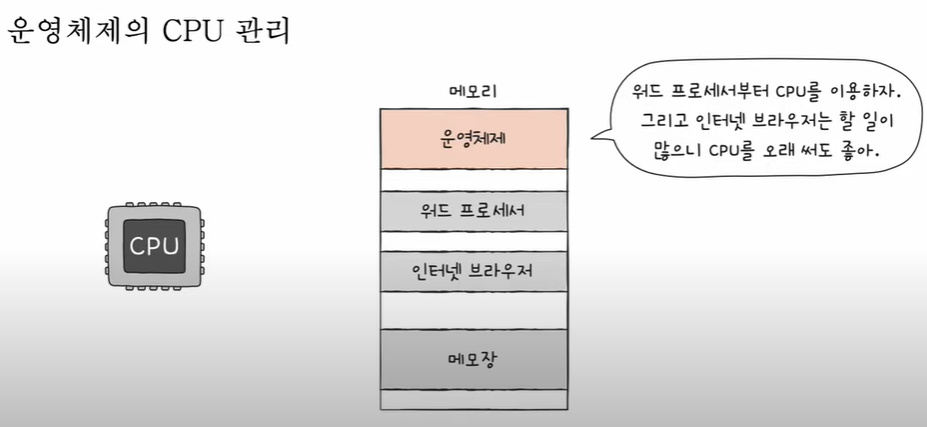 운영체제의 CPU 관리
메모리
운영체제
워드 프로세서
인터넷 브라우저
메모장
워드 프로세서부터 CPU를 이용하자.
그리고 인터넷 브라우저는 할 일이
많으니 CPU를 오래 써도 좋아.
CPU